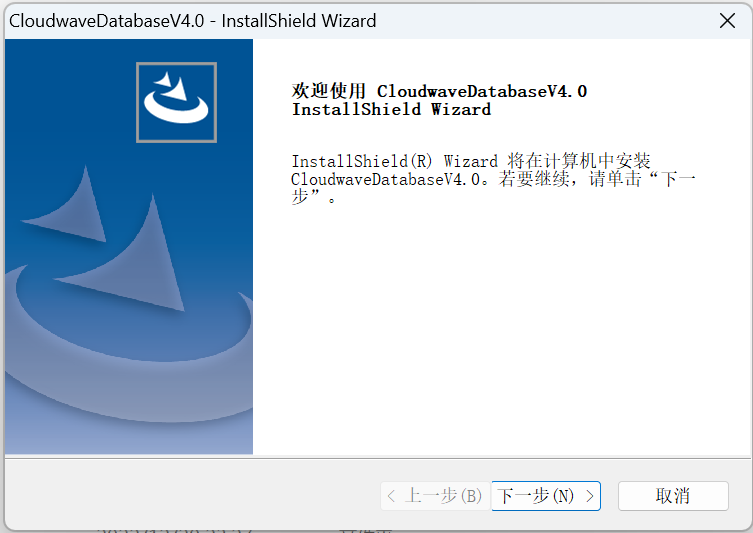 CloudwaveDatabaseV4.0 - InstallShield Wizard
欢迎使用 CloudwaveDatabaseV4.0
InstallShield Wizard
InstallShield(R) Wizard 将在计算机中安装
CloudwaveDatabaseV4.0。若要继续，请单击“下一
步”。
< 上一步(B)
下一步(N) >
取消